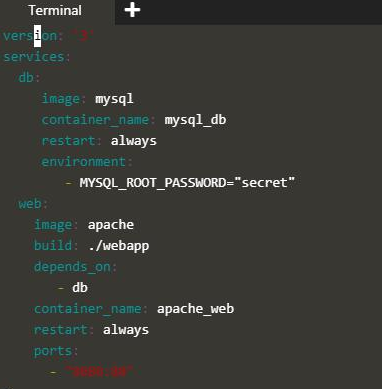 Terminal
version: '2'
services:
db:
image: mysql
container_name: mysql_db
restart: always
environment:
- MYSQL_ROOT_PASSWORD="secret"
web:
image: apache
build: ./webapp
depends_on:
- db
container_name: apache_web
restart: always
ports:
- "8080:80"